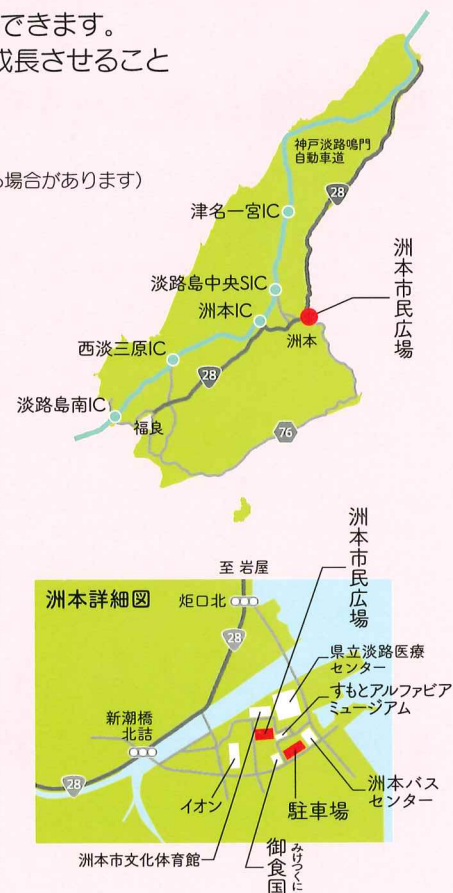 できます。
成長させること
場合があります)
神戸淡路鳴門
自動車道
28
津名一宮IC
淡路島中央SIC
洲本IC
洲本市民広場
洲本
西淡三原IC
28
淡路島南IC
福良
76
洲本市民広場
至 岩屋
洲本詳細図
炬口北
28
県立淡路医療
センター
すもとアルファビア
ミュージアム
新潮橋
北詰
28
イオン
洲本バス
センター
駐車場
洲本市文化体育館
御食国
みけつくに